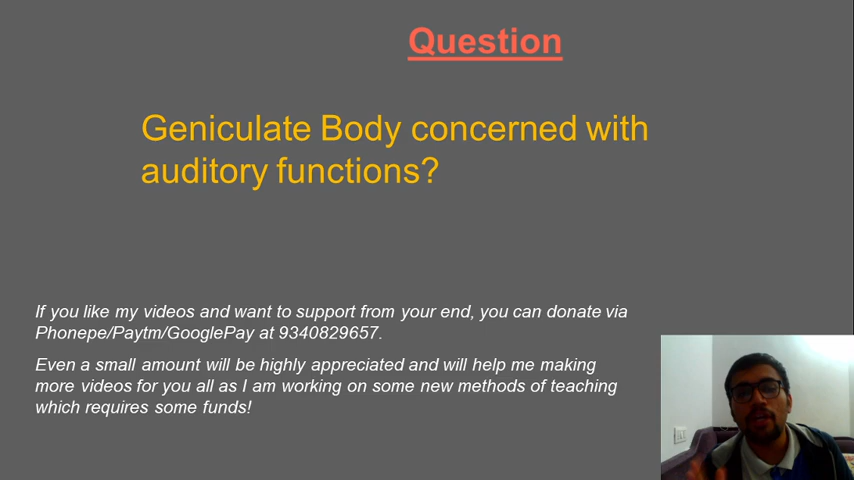 Question
Geniculate Body concerned with
auditory functions?
If you like my videos and want to support from your end, you can donate via
Phonepe/Paytm/GooglePay at 9340829657.
Even a small amount will be highly appreciated and will help me making
more videos for you all as I am working on some new methods of teaching
which requires some funds!